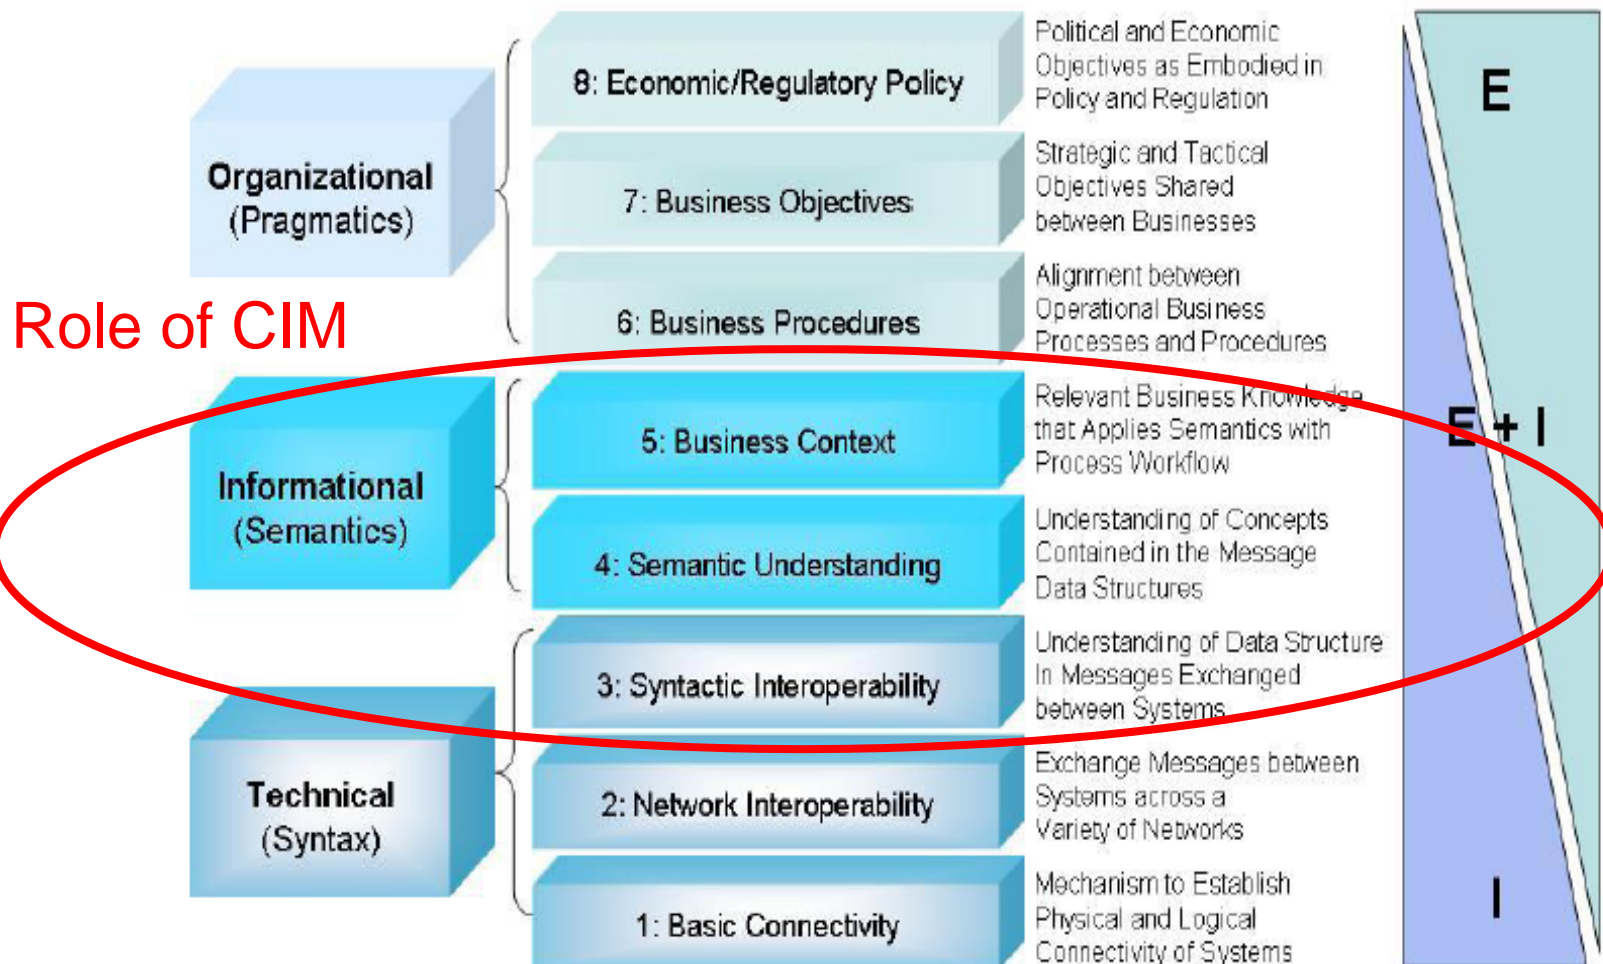 8: Economic/Regulatory Policy
Political and Economic
Objectives as Embodied in
Policy and Regulation
E
Organizational
(Pragmatics)
7: Business Objectives
Strategic and Tactical
Objectives Shared
between Businesses
Role of CIM
6: Business Procedures
Alignment between
Operational Business
Processes and Procedures
Informational
(Semantics)
5: Business Context
Relevant Business Knowledge
that Applies Semantics with
Process Workflow
E + I
4: Semantic Understanding
Understanding of Concepts
Contained in the Message
Data Structures
3: Syntactic Interoperability
Understanding of Data Structure
In Messages Exchanged
between Systems
Technical
(Syntax)
2: Network Interoperability
Exchange Messages between
Systems across a
Variety of Networks
1: Basic Connectivity
Mechanism to Establish
Physical and Logical
Connectivity of Systems
I